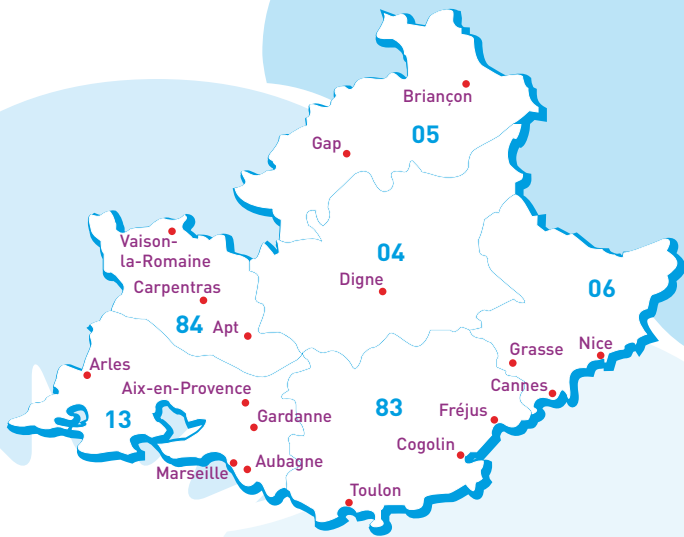 Briançon
05
Gap
Vaison-
la-Romaine
04
Digne
Carpentras
06
84
Apt
Grasse
Nice
Arles
Aix-en-Provence
Cannes
83
Fréjus
13
Gardanne
Cogolin
Aubagne
Marseille
Toulon